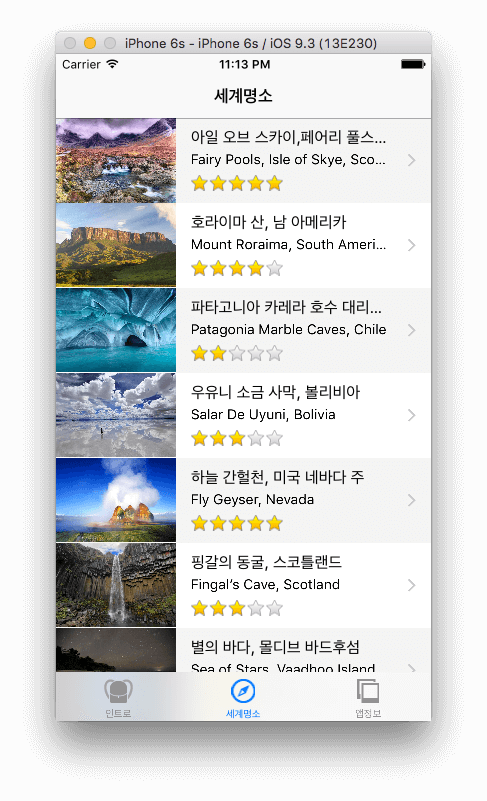 iPhone 6s - iPhone 6s / iOS 9.3 (13E230)
Carrier 11:13 PM
세계명소
아일 오브 스카이,페어리 풀스...
Fairy Pools, Isle of Skye, Sco...
호라이마 산, 남 아메리카
Mount Roraima, South Ameri...
파타고니아 카레라 호수 대리...
Patagonia Marble Caves, Chile
우유니 소금 사막, 볼리비아
Salar De Uyuni, Bolivia
하늘 간헐천, 미국 네바다 주
Fly Geyser, Nevada
핑갈의 동굴, 스코틀랜드
Fingal's Cave, Scotland
별의 바다, 몰디브 바드후섬
Sea of Stars, Vaadhoo Island
인트로 세계명소 앱정보